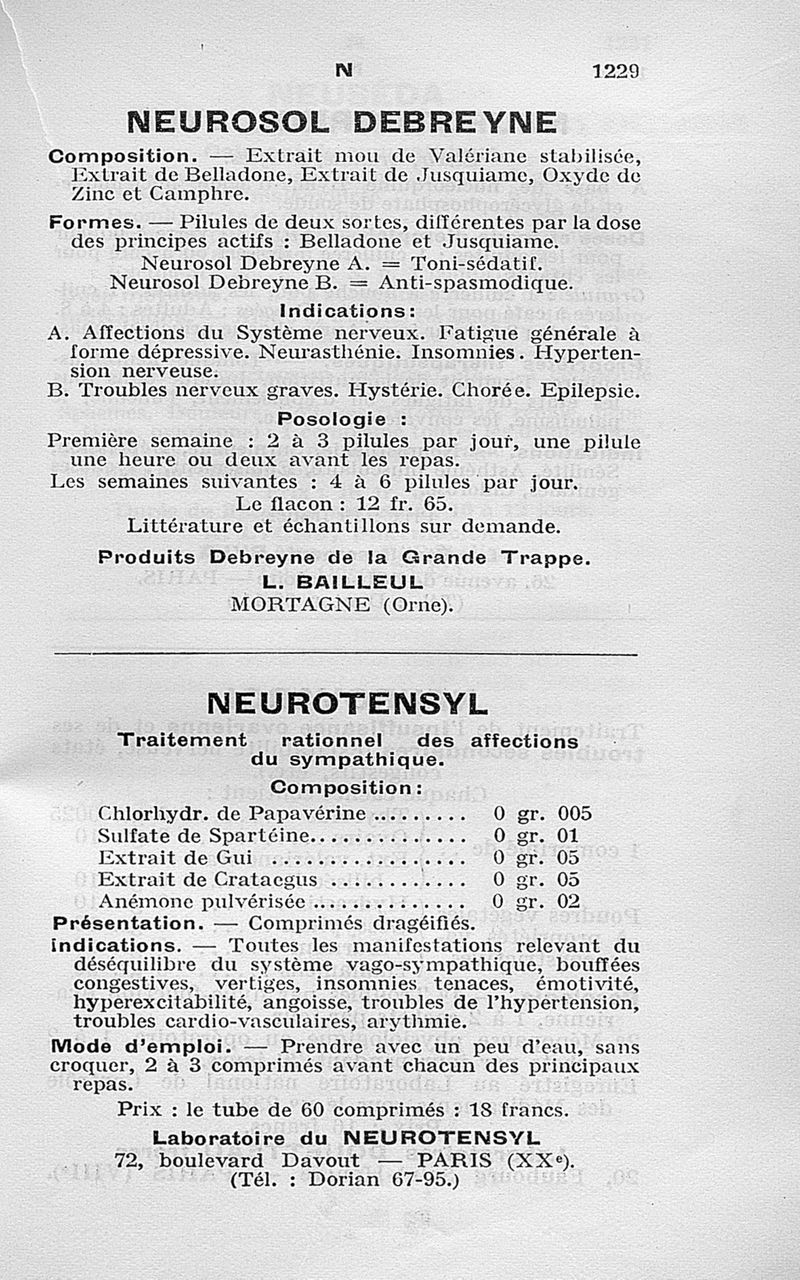 N 1229
NEUROSOL DEBREYNE
Composition. — Extrait mou de Valériane stabilisée,
Extrait de Belladone, Extrait de Jusquiame, Oxyde de
Zinc et Camphre.
Formes. — Pilules de deux sortes, différentes par la dose
des principes actifs : Belladone et Jusquiame.
Neurosol Debreyne A. = Toni-sédatif.
Neurosol Debreyne B. = Anti-spasmodique.
Indications:
A. Affections du Système nerveux. Fatigue générale à
forme dépressive. Neurasthénie. Insomnies. Hyperten-
sion nerveuse.
B. Troubles nerveux graves. Hystérie. Chorée. Epilepsie.
Posologie :
Première semaine : 2 à 3 pilules par jour, une pilule
une heure ou deux avant les repas.
Les semaines suivantes : 4 à 6 pilules par jour.
Le flacon : 12 fr. 65.
Littérature et échantillons sur demande.
Produits Debreyne de la Grande Trappe.
L. BAILLEUL
MORTAGNE (Orne).
NEUROTENSYL
Traitement rationnel des affections
du sympathique.
Composition:
Chlorhydr. de Papavérine .......... 0 gr. 005
Sulfate de Spartéine............... 0 gr. 01
Extrait de Gui .................... 0 gr. 05
Extrait de Crataegus .............. 0 gr. 05
Anémone pulvérisée ................ 0 gr. 02
Présentation. — Comprimés dragéifiés.
Indications. — Toutes les manifestations relevant du
déséquilibre du système vago-sympathique, bouffées
congestives, vertiges, insomnies tenaces, émotivité,
hyperexcitabilité, angoisse, troubles de l'hypertension,
troubles cardio-vasculaires, arythmie.
Mode d'emploi. — Prendre avec un peu d'eau, sans
croquer, 2 à 3 comprimés avant chacun des principaux
repas.
Prix : le tube de 60 comprimés : 18 francs.
Laboratoire du NEUROTENSYL
72, boulevard Davout — PARIS (XXe).
(Tél. : Dorian 67-95.)